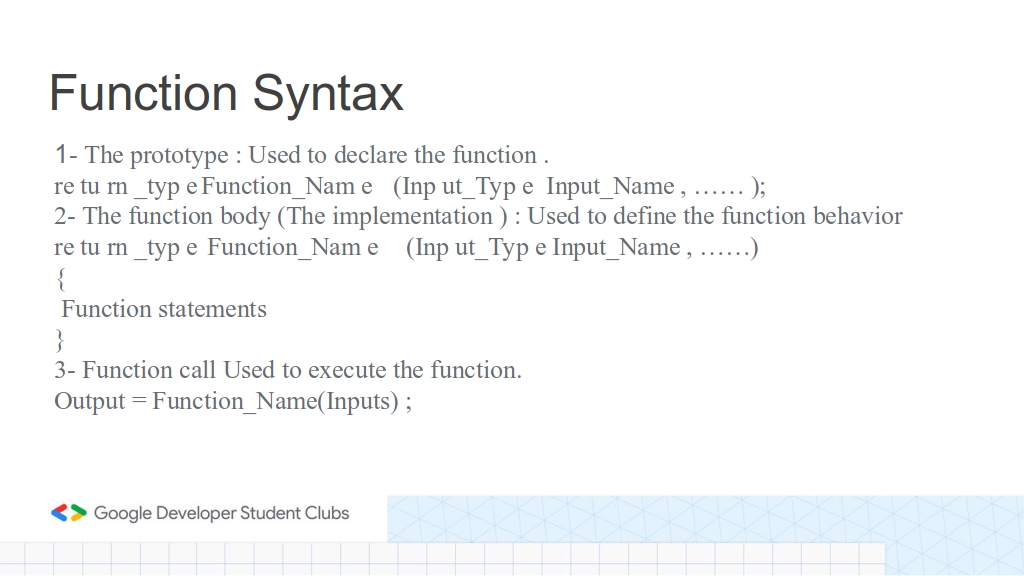 Function Syntax
1- The prototype : Used to declare the function .
re tu rn _typ e Function_Nam e (Inp ut_Typ e Input_Name , …… );
2- The function body (The implementation ) : Used to define the function behavior
re tu rn _typ e Function_Nam e (Inp ut_Typ e Input_Name , ……)
{
Function statements
}
3- Function call Used to execute the function.
Output = Function_Name(Inputs) ;
Google Developer Student Clubs